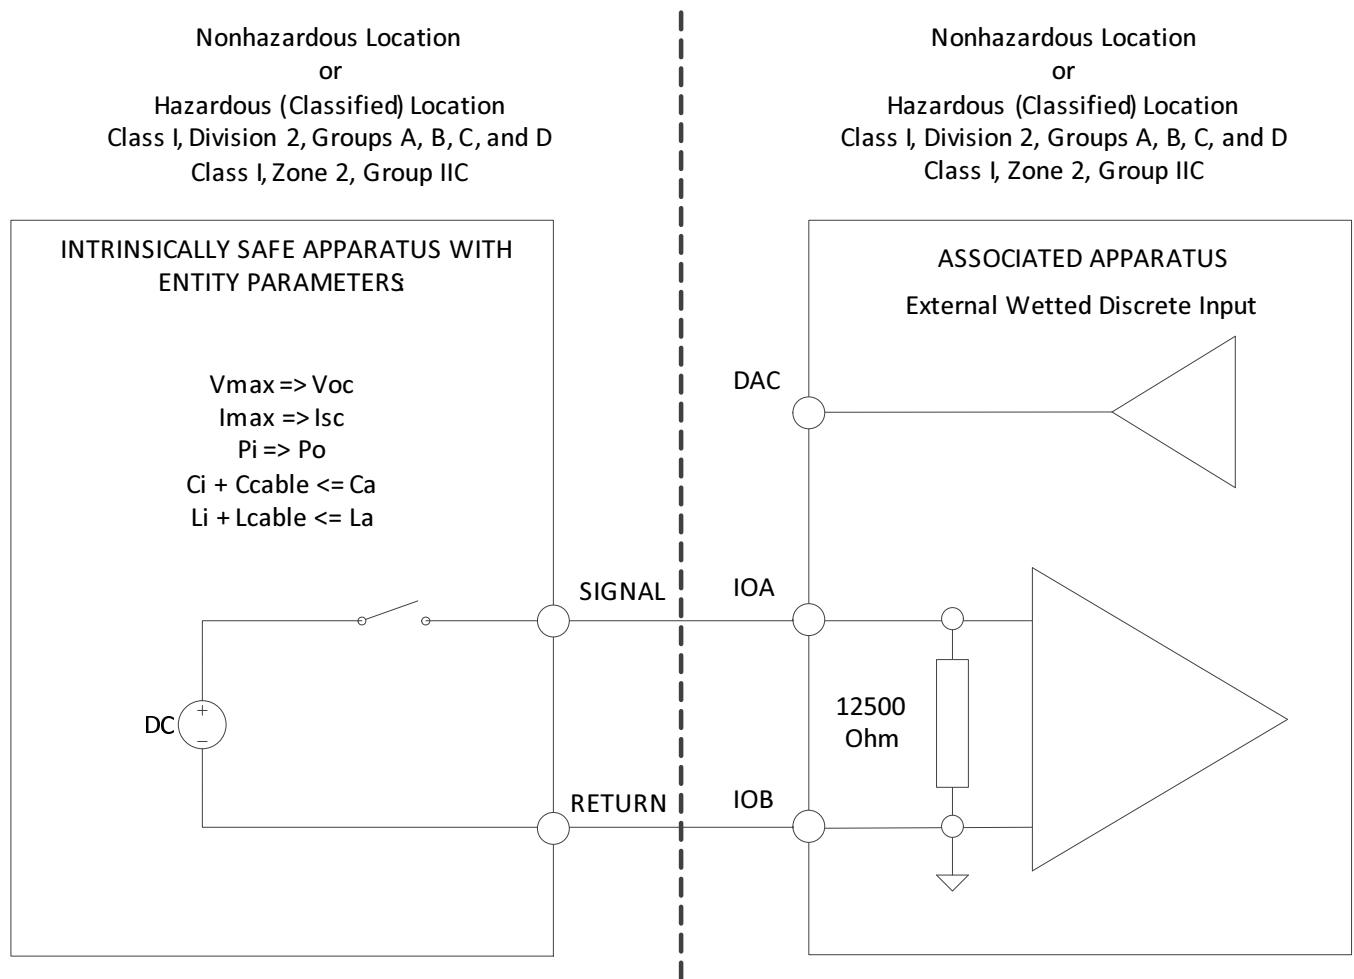 Nonhazardous Location
or
Hazardous (Classified) Location
Class I, Division 2, Groups A, B, C, and D
Class I, Zone 2, Group IIC
Nonhazardous Location
or
Hazardous (Classified) Location
Class I, Division 2, Groups A, B, C, and D
Class I, Zone 2, Group IIC
INTRINSICALLY SAFE APPARATUS WITH
ENTITY PARAMETERS:
Vmax => Voc
Imax => Isc
Pi => Po
Ci + Ccable <= Ca
Li + Lcable <= La
DC
+
−
SIGNAL
RETURN
ASSOCIATED APPARATUS
External Wetted Discrete Input
DAC
IOA
12500
Ohm
IOB